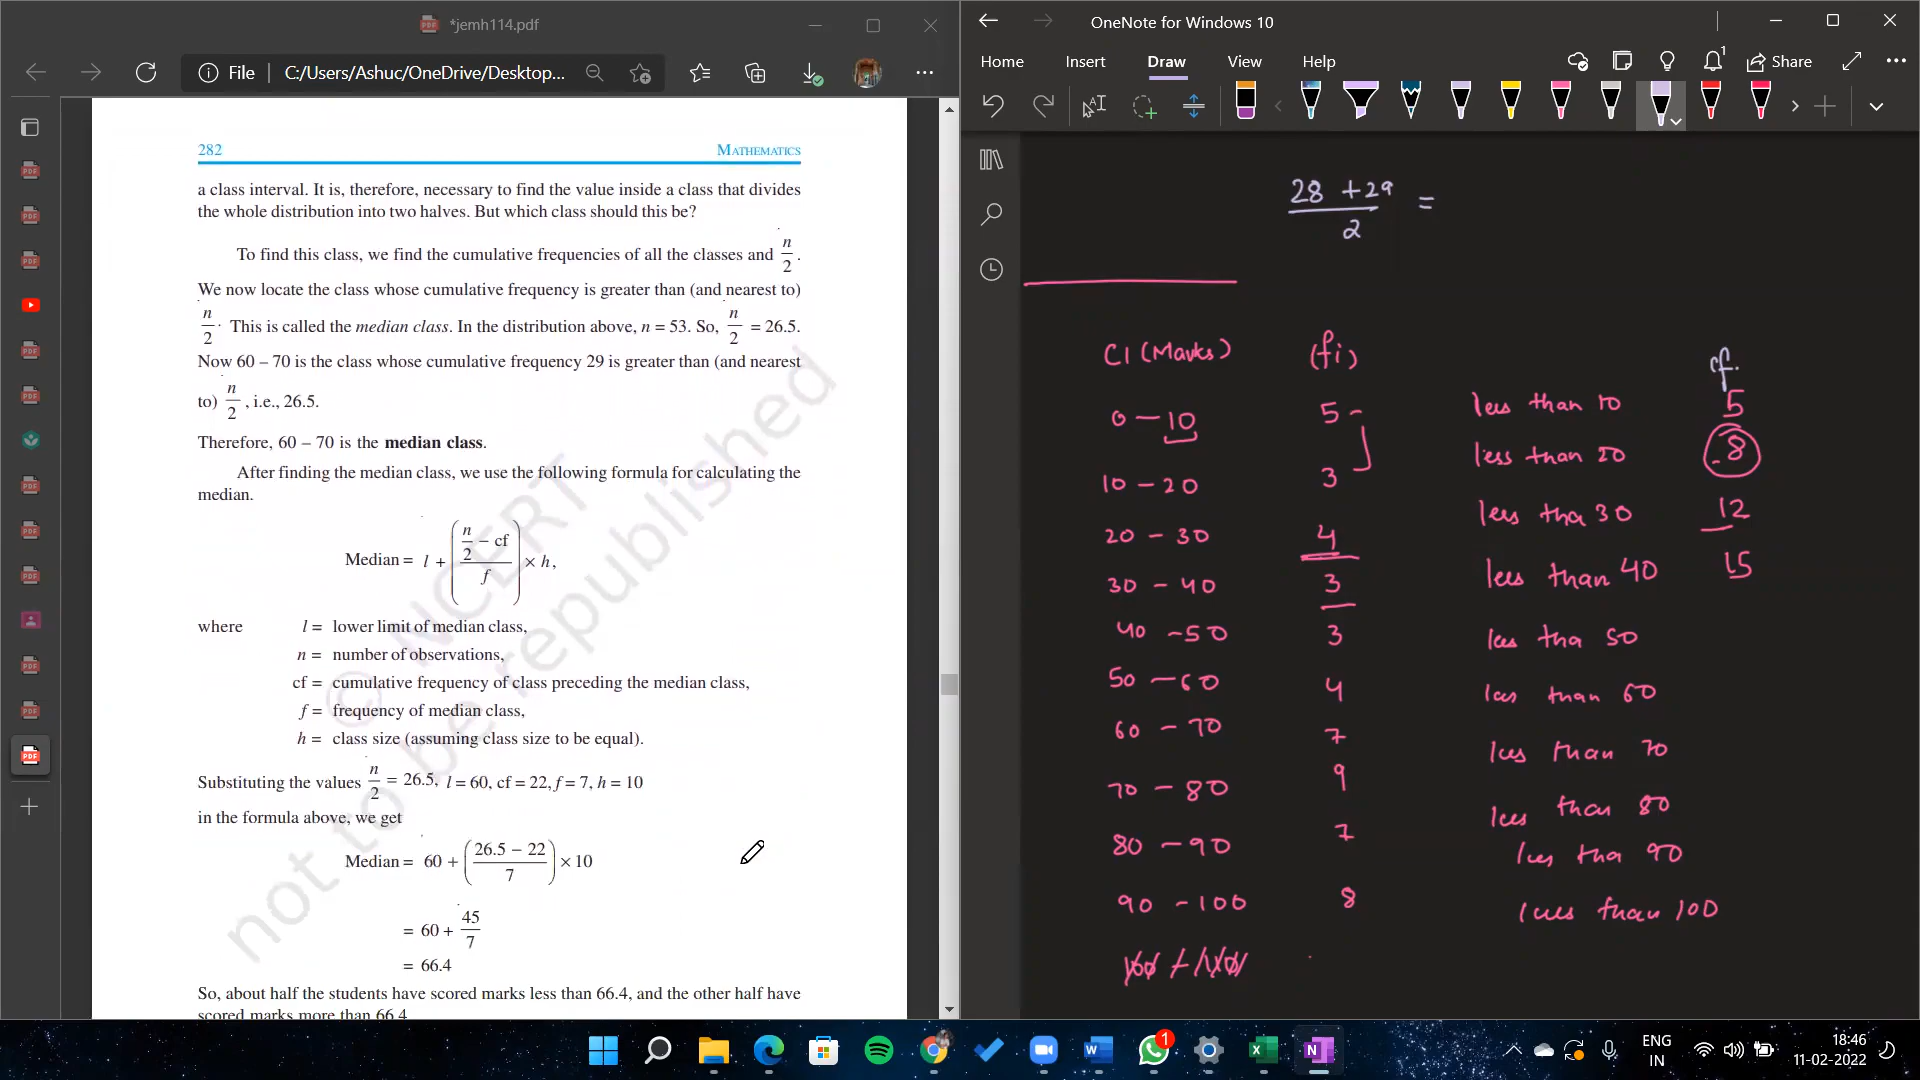 *jemh114.pdf
File | C:/Users/Ashuc/OneDrive/Desktop...
282 MATHEMATICS
a class interval. It is, therefore, necessary to find the value inside a class that divides
the whole distribution into two halves. But which class should this be?
To find this class, we find the cumulative frequencies of all the classes and n/2.
We now locate the class whose cumulative frequency is greater than (and nearest to)
n/2. This is called the median class. In the distribution above, n = 53. So, n/2 = 26.5.
Now 60 – 70 is the class whose cumulative frequency 29 is greater than (and nearest
to) n/2, i.e., 26.5.
Therefore, 60 – 70 is the median class.
After finding the median class, we use the following formula for calculating the
median.
Median = l + ((n/2 – cf)/f) × h,
where l = lower limit of median class,
n = number of observations,
cf = cumulative frequency of class preceding the median class,
f = frequency of median class,
h = class size (assuming class size to be equal).
Substituting the values n/2 = 26.5, l = 60, cf = 22, f = 7, h = 10
in the formula above, we get
Median = 60 + ((26.5 – 22)/7) × 10
= 60 + 45/7
= 66.4
So, about half the students have scored marks less than 66.4, and the other half have
scored marks more than 66.4
© NCERT
not to be republished
OneNote for Windows 10
Home Insert Draw View Help Share
(28 + 29)/2 =
CI (Marks) (fi) cf.
0 – 10 5 less than 10 5
10 – 20 3 less than 20 8
20 – 30 4 less tha 30 12
30 – 40 3 less than 40 15
40 – 50 3 less tha 50
50 – 60 4 less than 60
60 – 70 7 less than 70
70 – 80 9 less than 80
80 – 90 7 less tha 90
90 – 100 8 less than 100
1
ENG
IN
18:46
11-02-2022